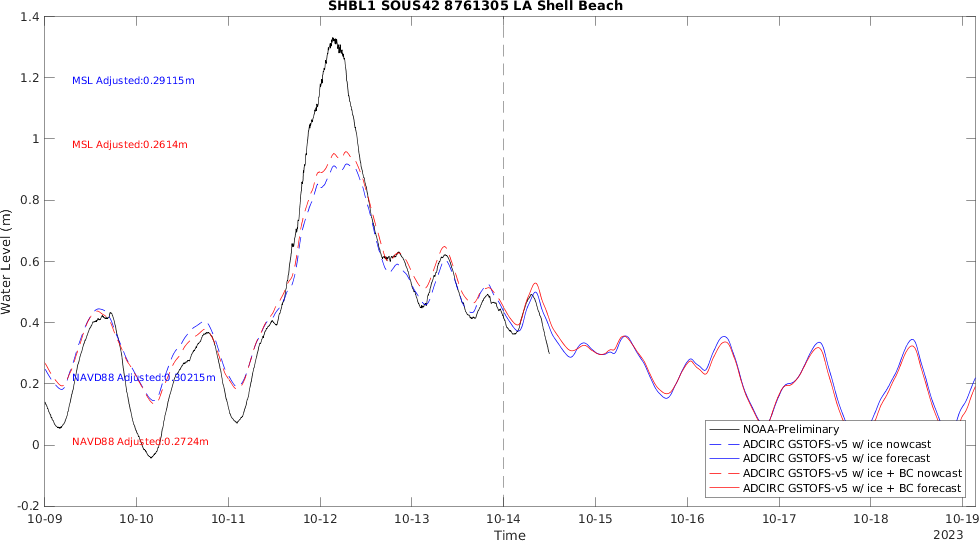 SHBL1 SOUS42 8761305 LA Shell Beach
Water Level (m)
1.4
1.2
1
0.8
0.6
0.4
0.2
0
-0.2
MSL Adjusted:0.29115m
MSL Adjusted:0.2614m
NAVD88 Adjusted:0.30215m
NAVD88 Adjusted:0.2724m
NOAA-Preliminary
ADCIRC GSTOFS-v5 w/ ice nowcast
ADCIRC GSTOFS-v5 w/ ice forecast
ADCIRC GSTOFS-v5 w/ ice + BC nowcast
ADCIRC GSTOFS-v5 w/ ice + BC forecast
10-09 10-10 10-11 10-12 10-13 10-14 10-15 10-16 10-17 10-18 10-19
Time
2023